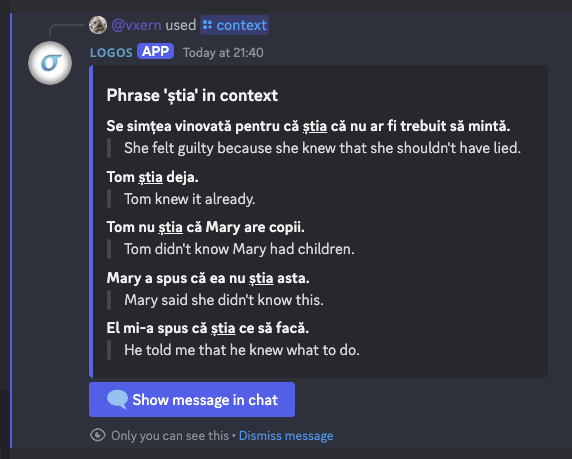 @vxern used context
LOGOS APP Today at 21:40
Phrase 'știa' in context
Se simțea vinovată pentru că știa că nu ar fi trebuit să mintă.
She felt guilty because she knew that she shouldn't have lied.
Tom știa deja.
Tom knew it already.
Tom nu știa că Mary are copii.
Tom didn't know Mary had children.
Mary a spus că ea nu știa asta.
Mary said she didn't know this.
El mi-a spus că știa ce să facă.
He told me that he knew what to do.
Show message in chat
Only you can see this • Dismiss message